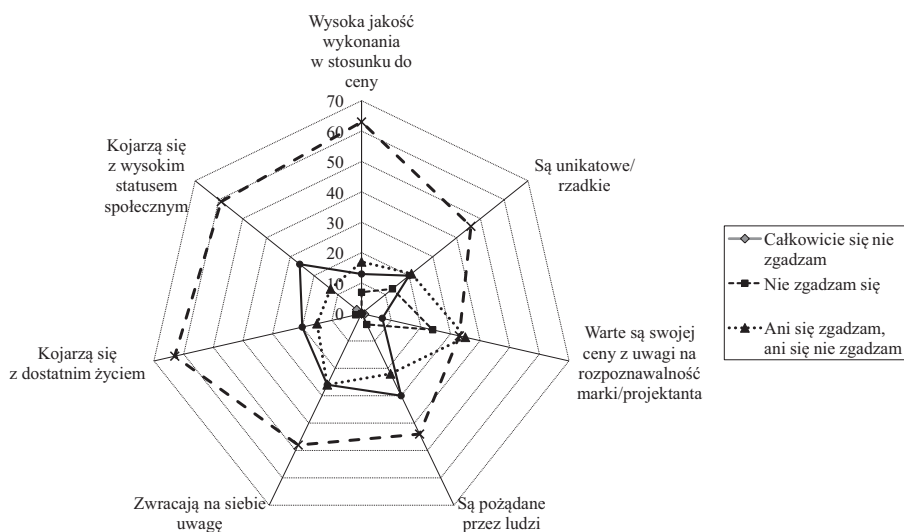 Wysoka jakość
wykonania
w stosunku do
ceny
70
60
50
40
30
20
10
0
Są unikatowe/
rzadkie
Warte są swojej
ceny z uwagi na
rozpoznawalność
marki/projektanta
Są pożądane
przez ludzi
Zwracają na siebie
uwagę
Kojarzą się
z dostatnim życiem
Kojarzą się
z wysokim
statusem
społecznym
Całkowicie się nie
zgadzam
Nie zgadzam się
Ani się zgadzam,
ani się nie zgadzam